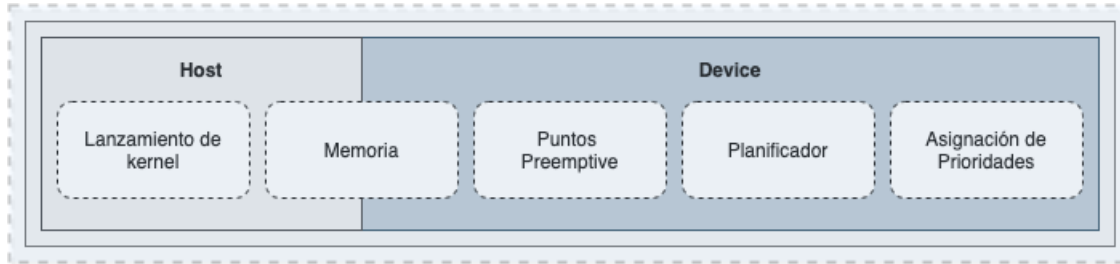 Host
Device
Lanzamiento de
kernel
Memoria
Puntos
Preemptive
Planificador
Asignación de
Prioridades